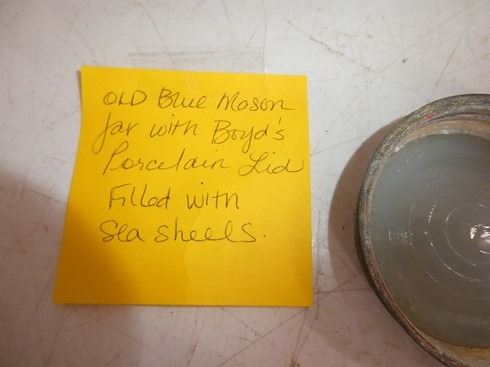 OLD Blue Mason
Jar with Boyd's
Porcelain Lid
Filled with
Sea sheels.